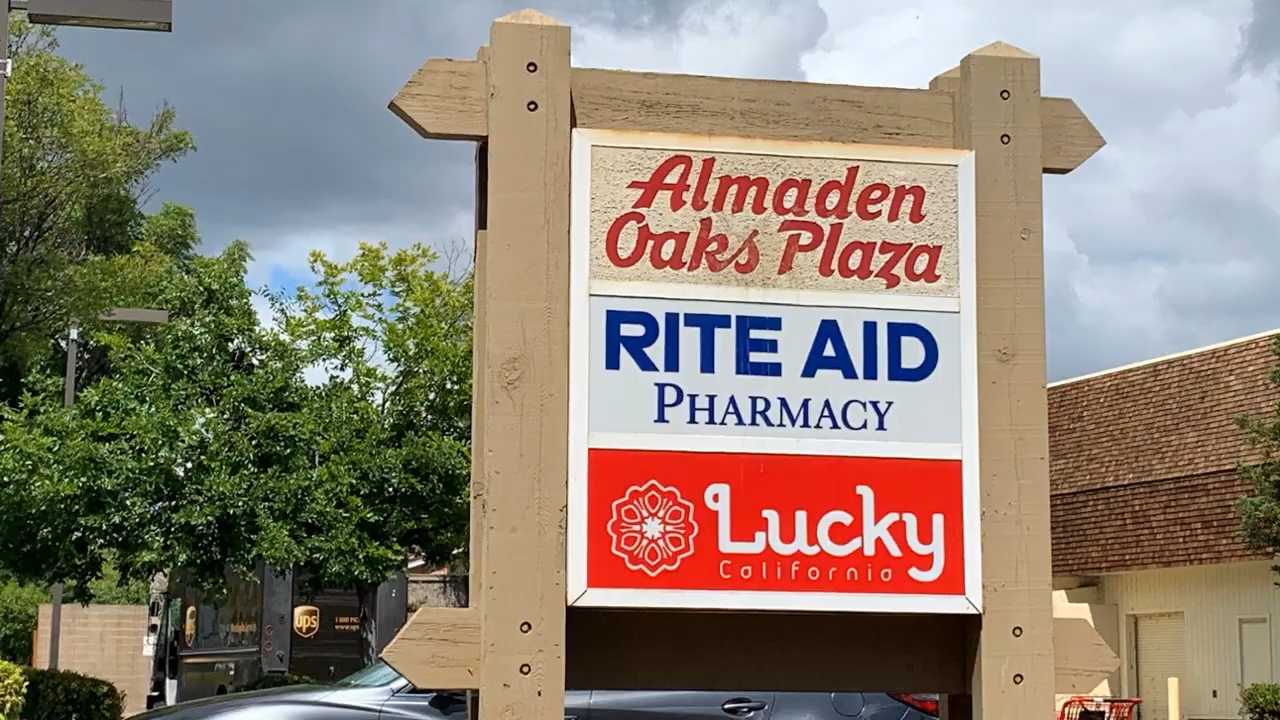 Almaden
Oaks Plaza
RITE AID
PHARMACY
Lucky
California
ups